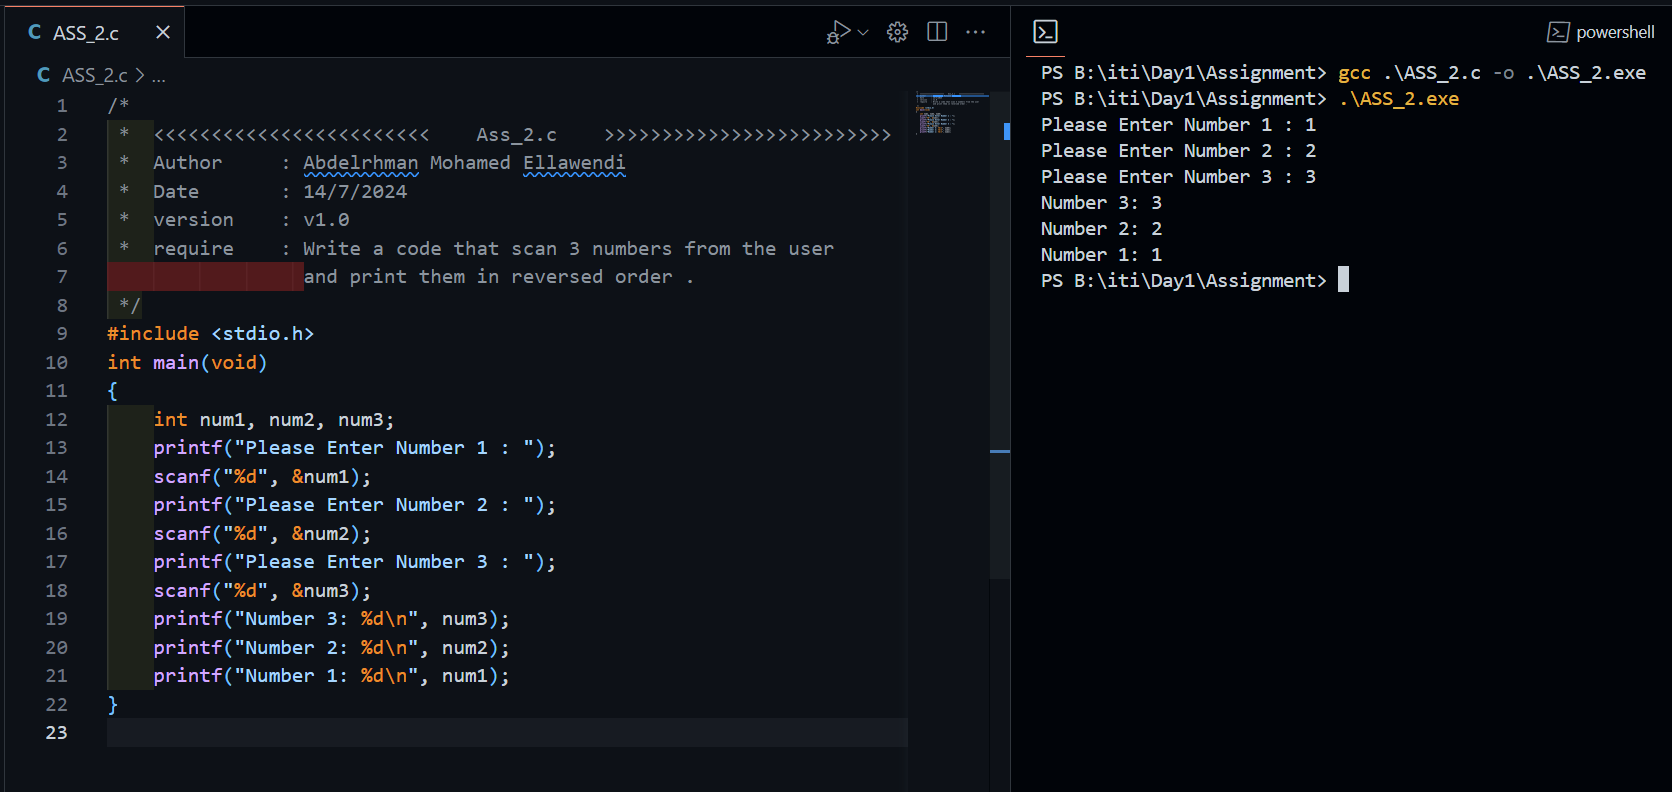 C ASS_2.c
C ASS_2.c > ...
1 /*
2 * <<<<<<<<<<<<<<<<<<<<<<<< Ass_2.c >>>>>>>>>>>>>>>>>>>>>>>>>
3 * Author : Abdelrhman Mohamed Ellawendi
4 * Date : 14/7/2024
5 * version : v1.0
6 * require : Write a code that scan 3 numbers from the user
7 and print them in reversed order .
8 */
9 #include <stdio.h>
10 int main(void)
11 {
12 int num1, num2, num3;
13 printf("Please Enter Number 1 : ");
14 scanf("%d", &num1);
15 printf("Please Enter Number 2 : ");
16 scanf("%d", &num2);
17 printf("Please Enter Number 3 : ");
18 scanf("%d", &num3);
19 printf("Number 3: %d\n", num3);
20 printf("Number 2: %d\n", num2);
21 printf("Number 1: %d\n", num1);
22 }
23
powershell
PS B:\iti\Day1\Assignment> gcc .\ASS_2.c -o .\ASS_2.exe
PS B:\iti\Day1\Assignment> .\ASS_2.exe
Please Enter Number 1 : 1
Please Enter Number 2 : 2
Please Enter Number 3 : 3
Number 3: 3
Number 2: 2
Number 1: 1
PS B:\iti\Day1\Assignment>